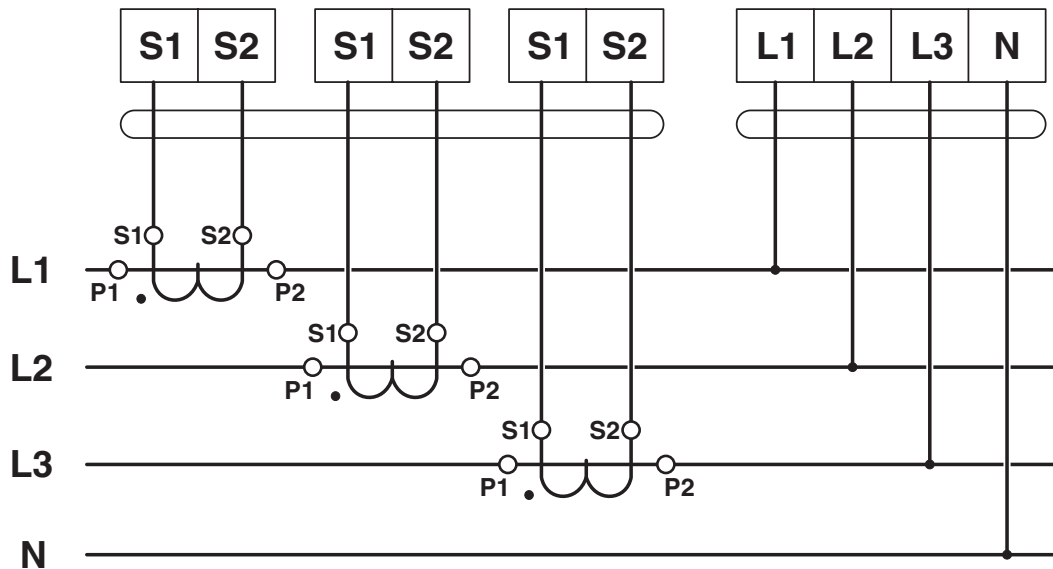 S1 S2 S1 S2 S1 S2 L1 L2 L3 N
S1 S2
L1
P1 P2
S1 S2
L2
P1 P2
S1 S2
L3
P1 P2
N